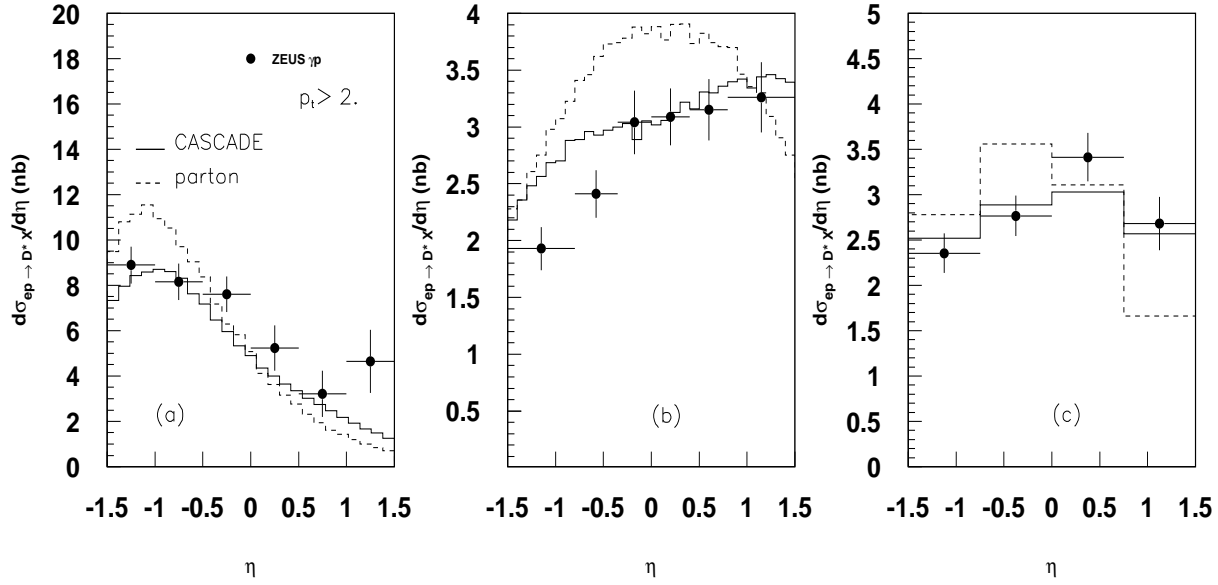 dσep → D* X/dη (nb)
20
18
16
14
12
10
8
6
4
2
0
ZEUS γp
pt> 2.
CASCADE
parton
(a)
-1.5 -1 -0.5 0 0.5 1 1.5
η
dσep → D* X/dη (nb)
4
3.5
3
2.5
2
1.5
1
0.5
(b)
-1.5 -1 -0.5 0 0.5 1 1.5
η
dσep → D* X/dη (nb)
5
4.5
4
3.5
3
2.5
2
1.5
1
0.5
0
(c)
-1.5 -1 -0.5 0 0.5 1 1.5
η